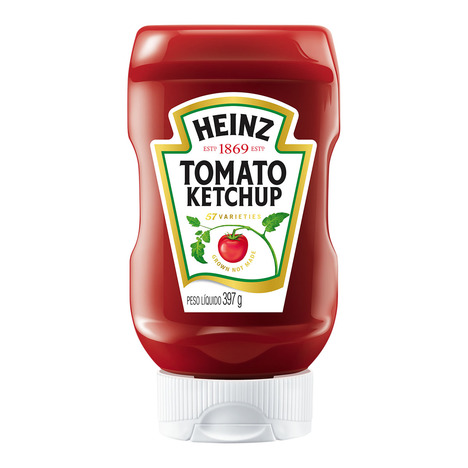 HEINZ
ESTD 1869 ESTD
TOMATO
KETCHUP
57 VARIETIES
GROWN NOT MADE
PESO LÍQUIDO 397 g